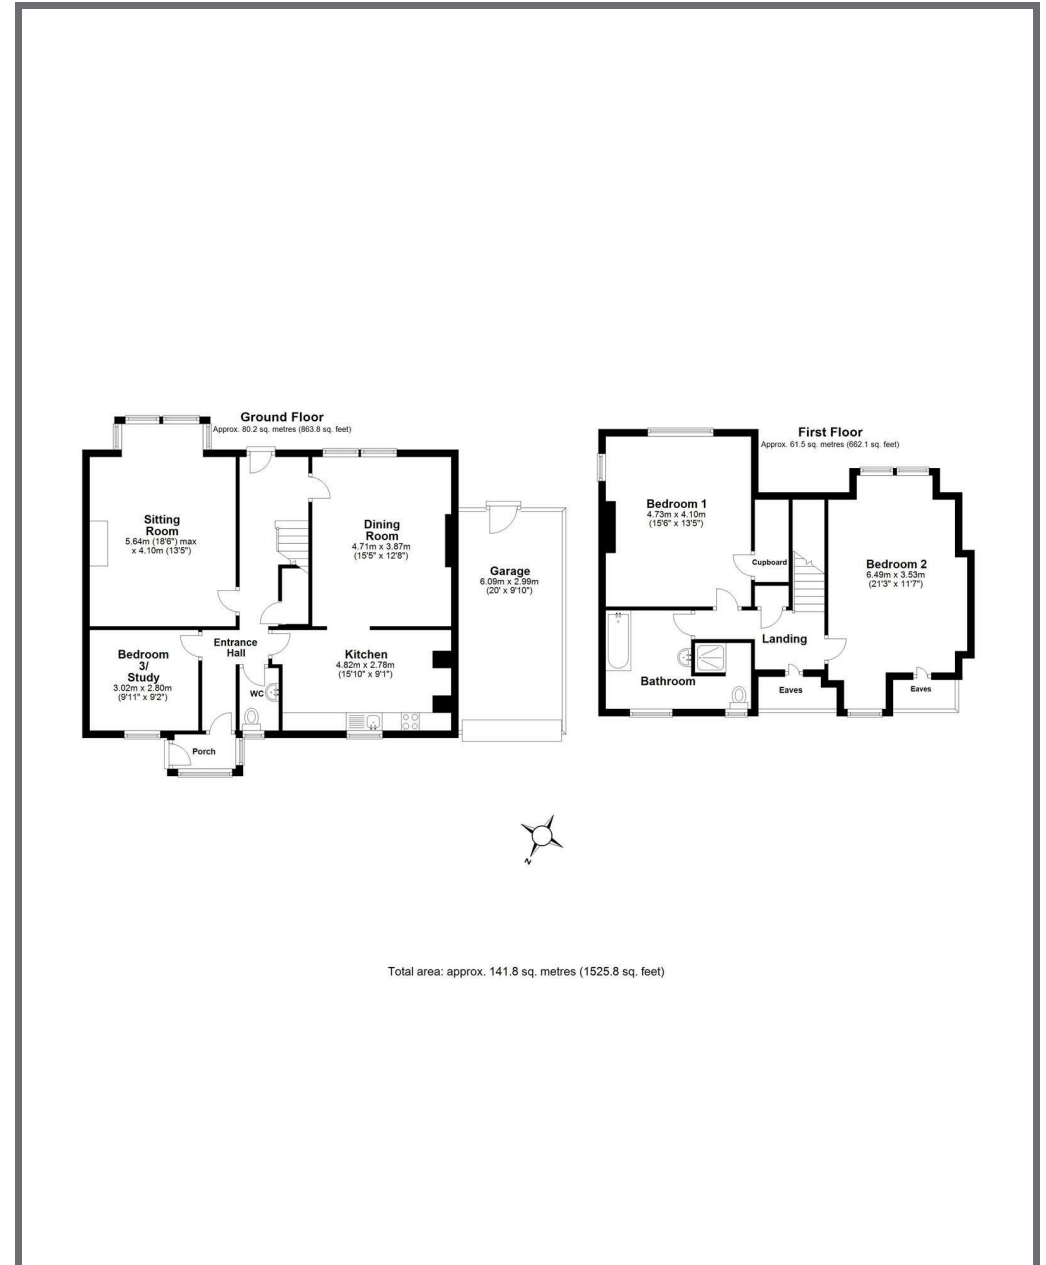 Ground Floor
Approx. 80.2 sq. metres (863.8 sq. feet)
Sitting
Room
5.64m (18'6") max
x 4.10m (13'5")
Dining
Room
4.71m x 3.87m
(15'5" x 12'8")
Garage
6.09m x 2.99m
(20' x 9'10")
Entrance
Hall
Bedroom
3/
Study
3.02m x 2.80m
(9'11" x 9'2")
Kitchen
4.82m x 2.78m
(15'10" x 9'1")
WC
Porch
First Floor
Approx. 61.5 sq. metres (662.1 sq. feet)
Bedroom 1
4.73m x 4.10m
(15'6" x 13'5")
Cupboard
Bedroom 2
6.49m x 3.53m
(21'3" x 11'7")
Landing
Bathroom
Eaves
Eaves
N
Total area: approx. 141.8 sq. metres (1525.8 sq. feet)